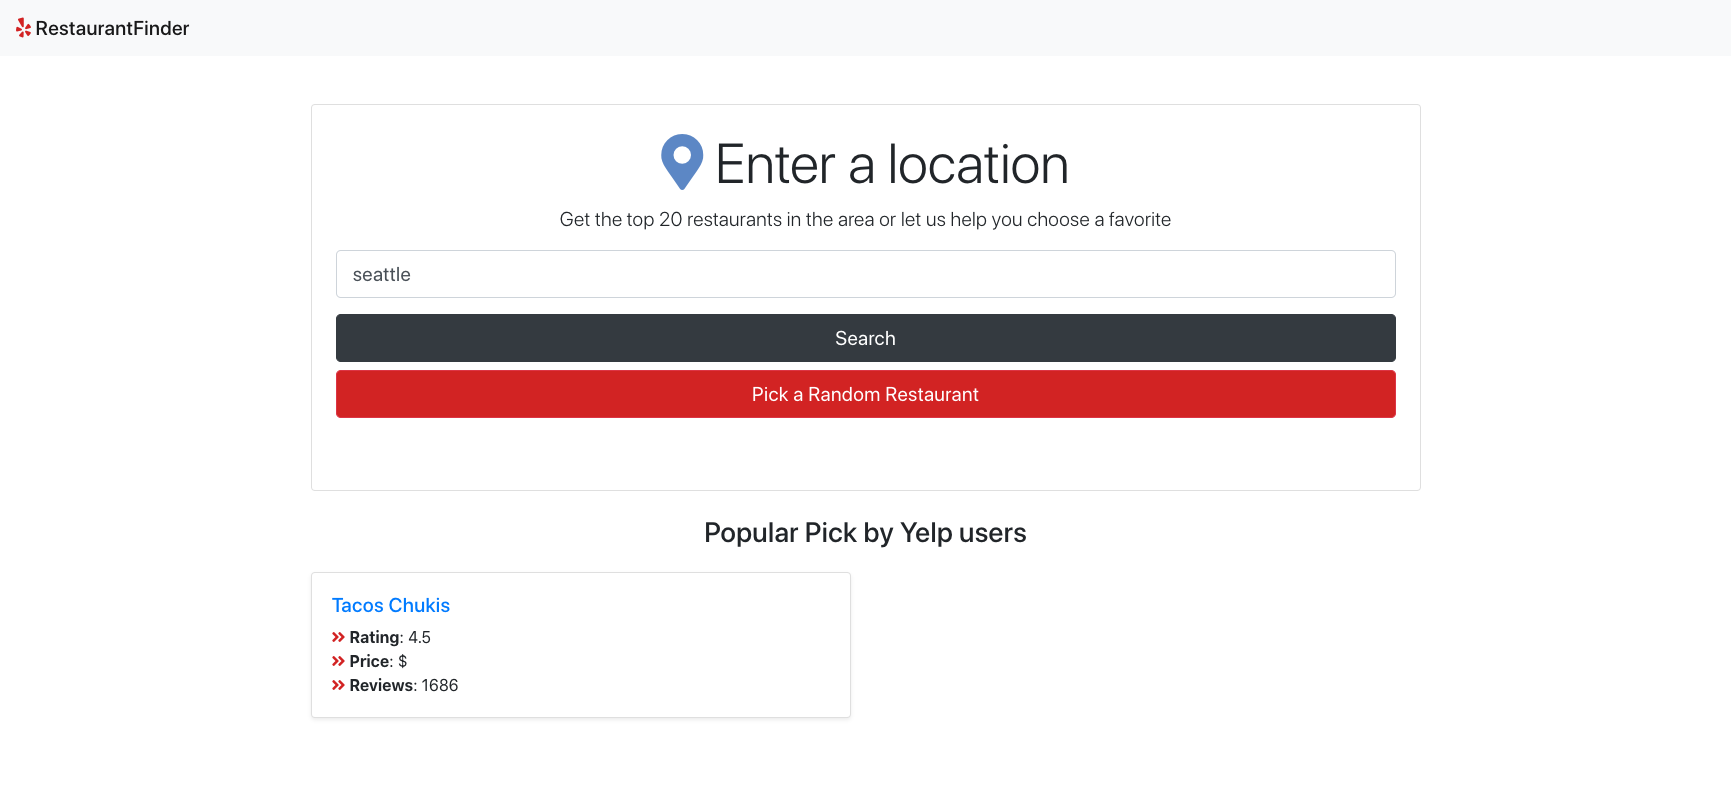 RestaurantFinder
Enter a location
Get the top 20 restaurants in the area or let us help you choose a favorite
seattle
Search
Pick a Random Restaurant
Popular Pick by Yelp users
Tacos Chukis
Rating: 4.5
Price: $
Reviews: 1686